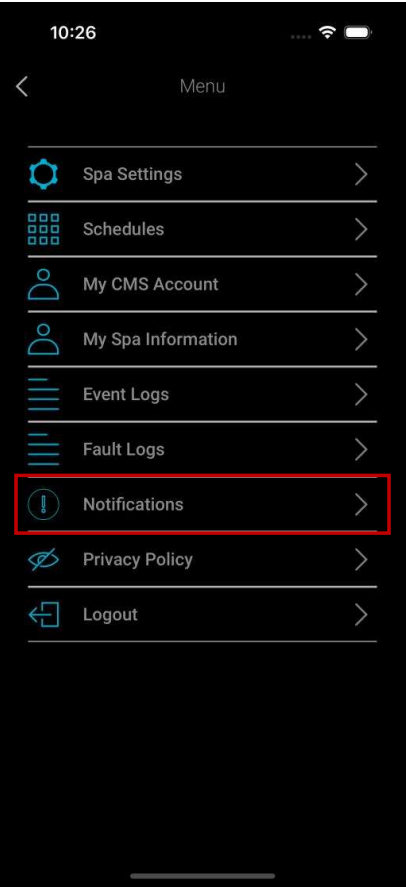 10:26
Menu
Spa Settings
Schedules
My CMS Account
My Spa Information
Event Logs
Fault Logs
Notifications
Privacy Policy
Logout